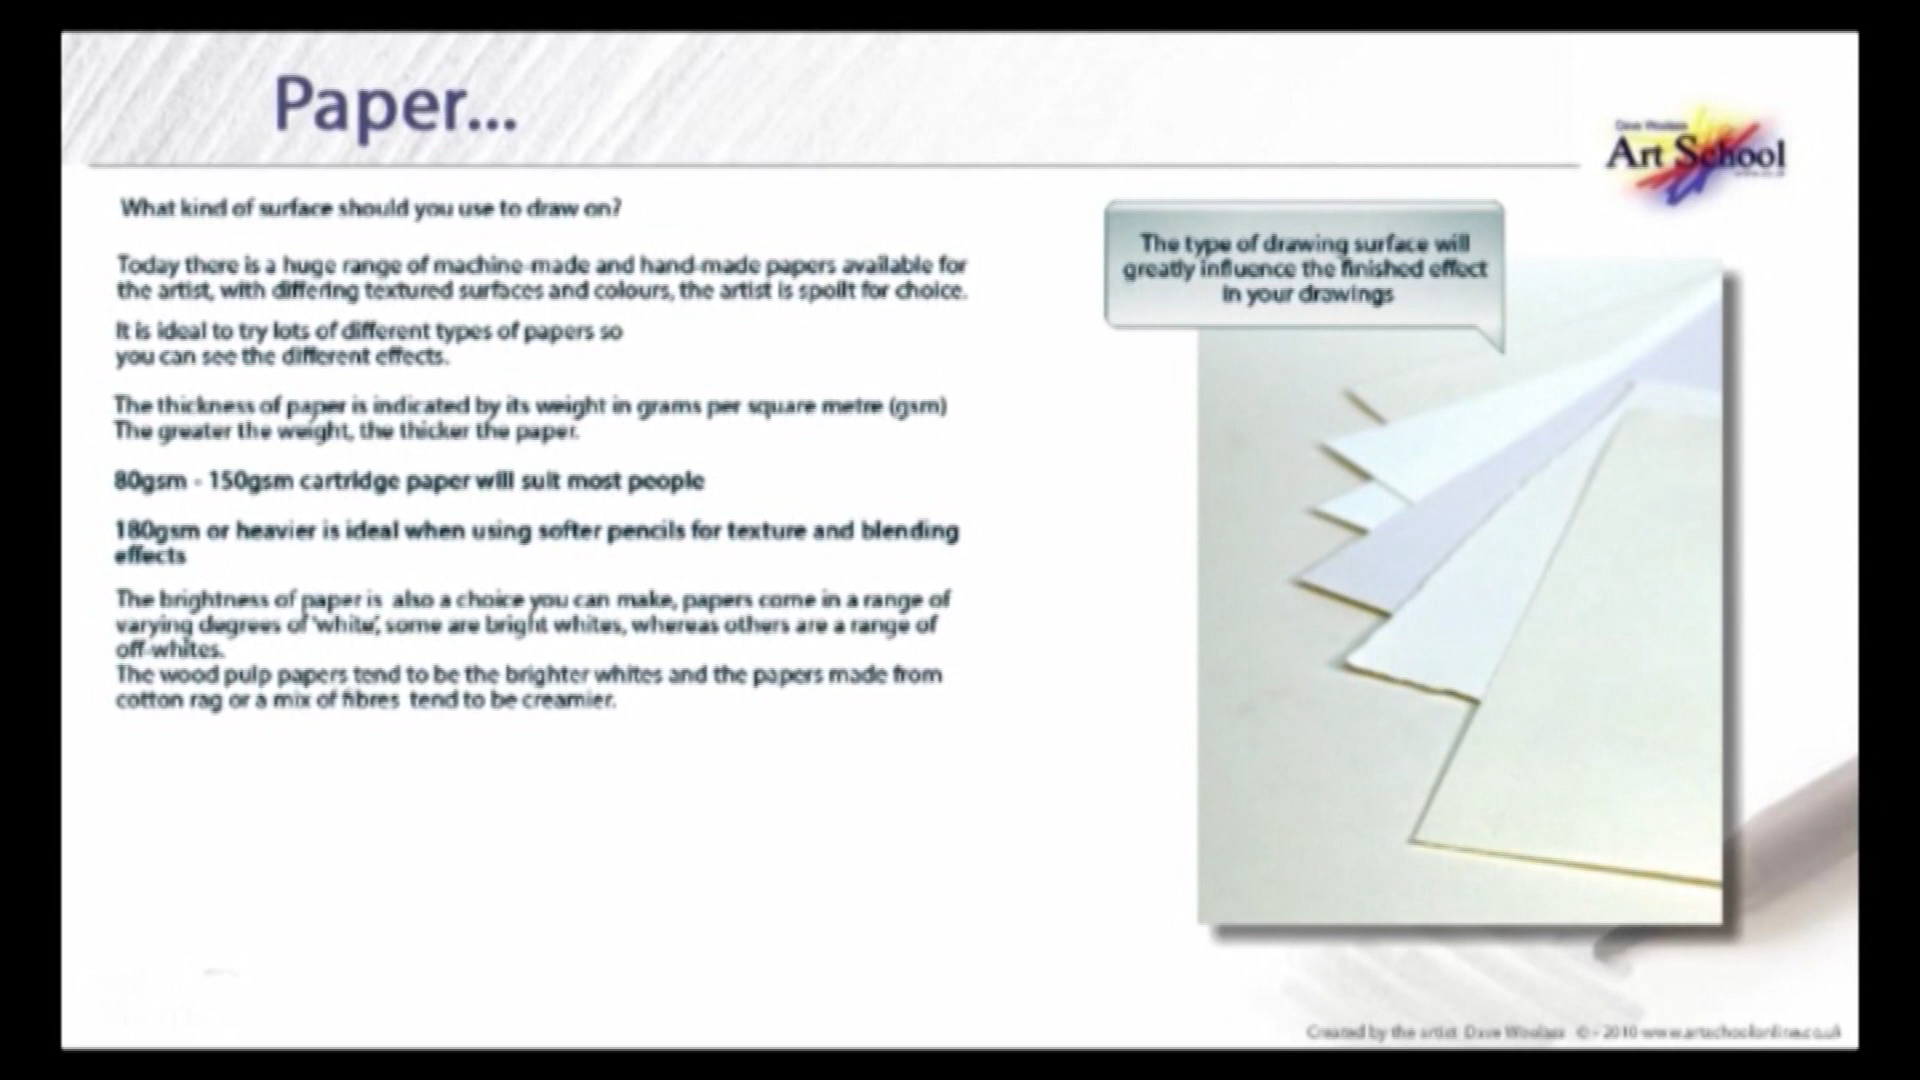 Paper...
Dave Woolass
Art School
What kind of surface should you use to draw on?
Today there is a huge range of machine-made and hand-made papers available for
the artist, with differing textured surfaces and colours, the artist is spoilt for choice.
It is ideal to try lots of different types of papers so
you can see the different effects.
The thickness of paper is indicated by its weight in grams per square metre (gsm)
The greater the weight, the thicker the paper.
80gsm - 150gsm cartridge paper will suit most people
180gsm or heavier is ideal when using softer pencils for texture and blending
effects
The brightness of paper is also a choice you can make, papers come in a range of
varying degrees of 'white', some are bright whites, whereas others are a range of
off-whites.
The wood pulp papers tend to be the brighter whites and the papers made from
cotton rag or a mix of fibres tend to be creamier.
The type of drawing surface will
greatly influence the finished effect
in your drawings
Created by the artist Dave Woolass © - 2010 www.artschoolonline.co.uk